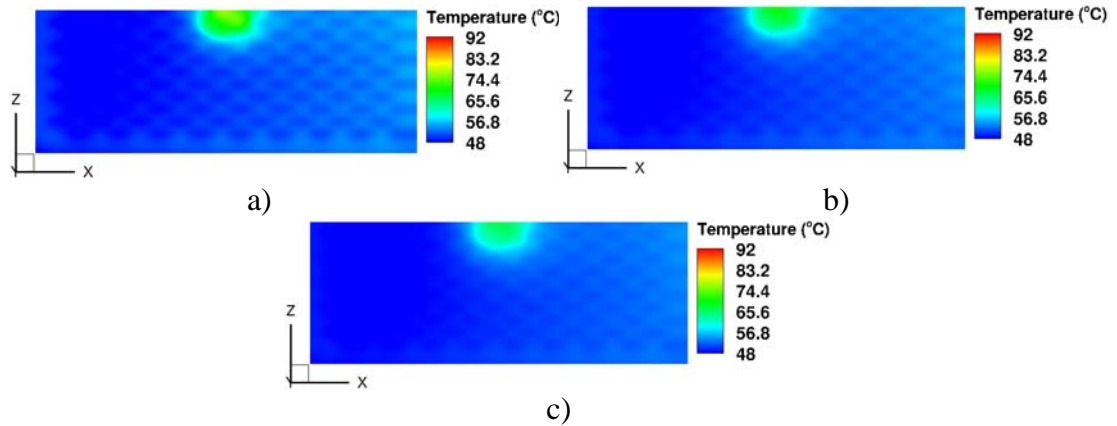 Temperature (°C)
92
83.2
74.4
65.6
56.8
48
Z
Y
X
a)
Temperature (°C)
92
83.2
74.4
65.6
56.8
48
Z
Y
X
b)
Temperature (°C)
92
83.2
74.4
65.6
56.8
48
Z
Y
X
c)